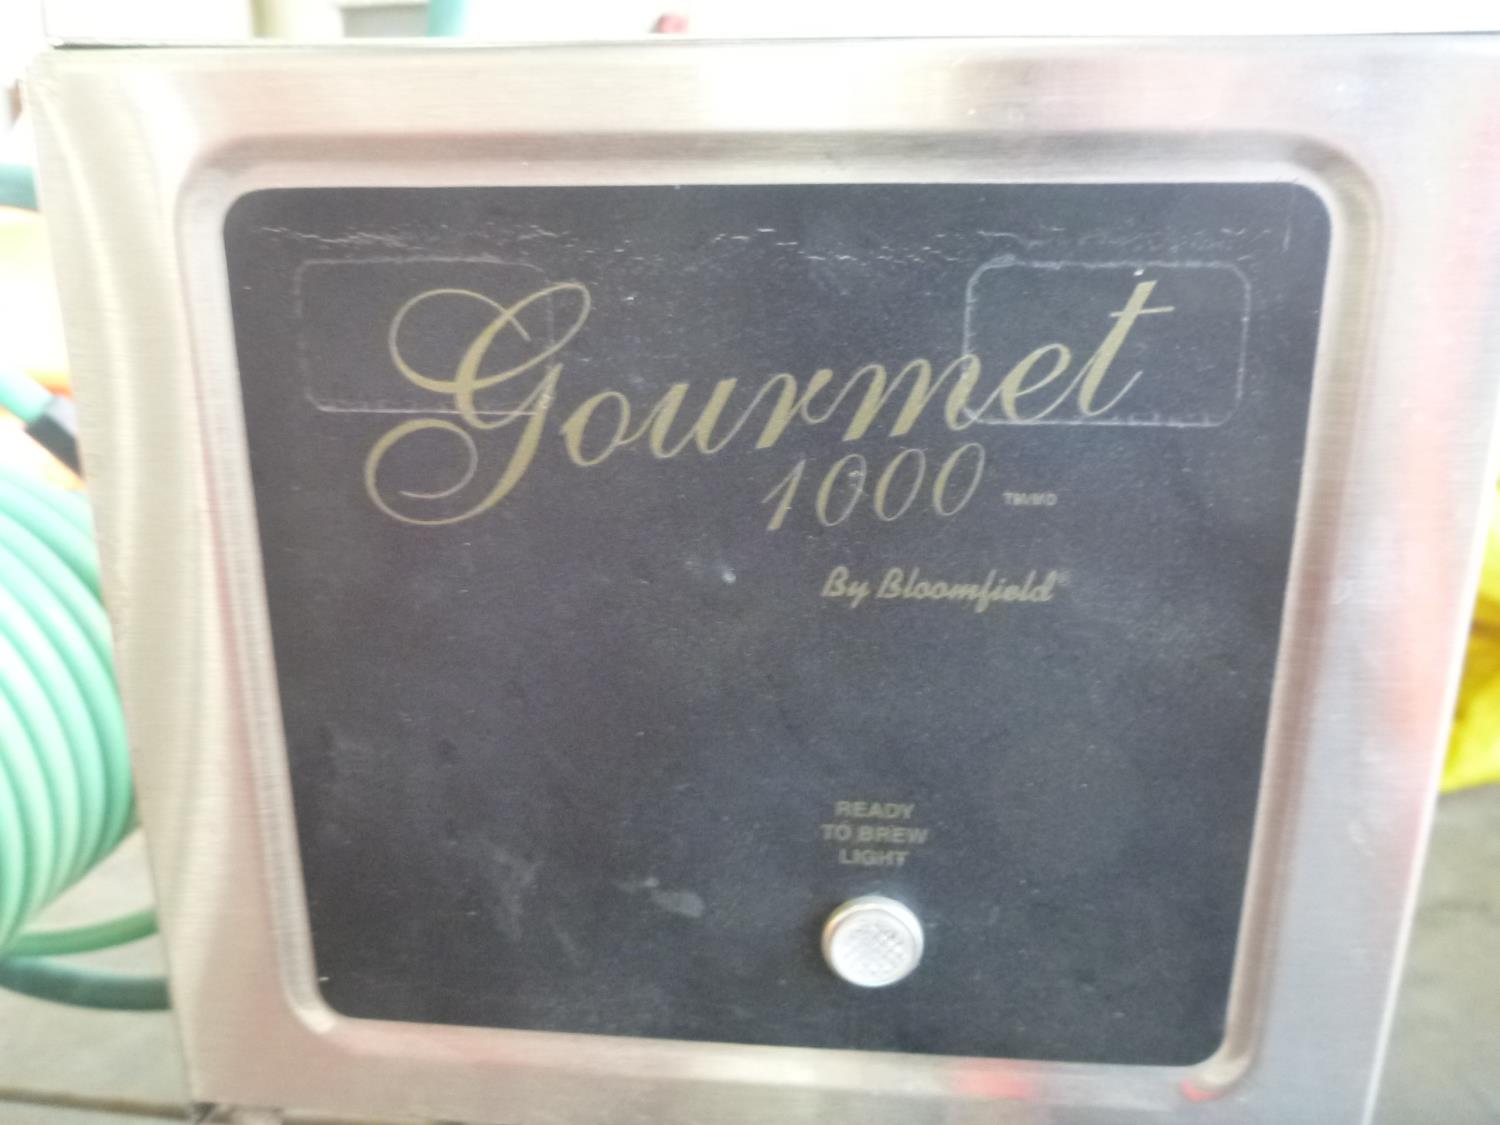 Gourmet
1000 TM/MD
By Bloomfield®
READY
TO BREW
LIGHT